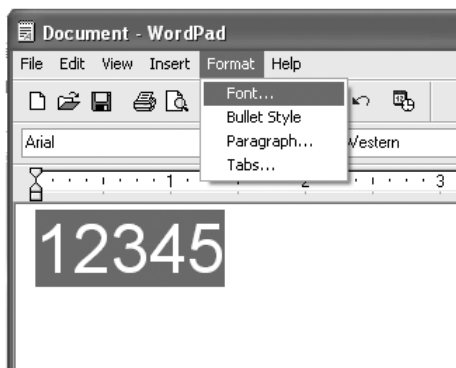 Document - WordPad
File Edit View Insert Format Help
Font...
Bullet Style
Paragraph...
Tabs...
Arial Western
1 2 3
12345